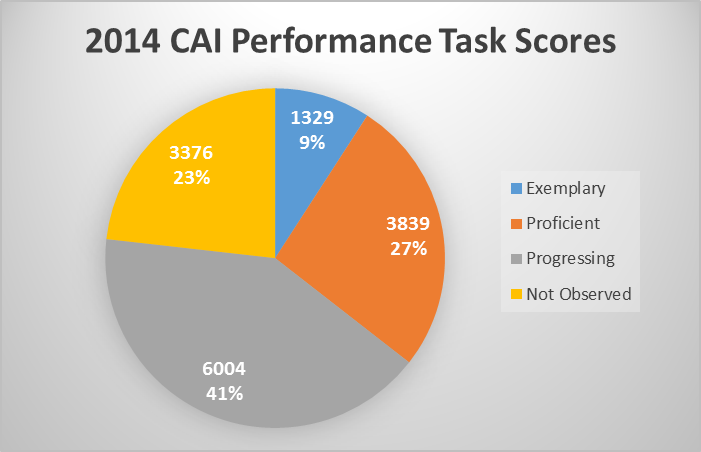 2014 CAI Performance Task Scores
1329
9%
3376
23%
3839
27%
6004
41%
Exemplary
Proficient
Progressing
Not Observed